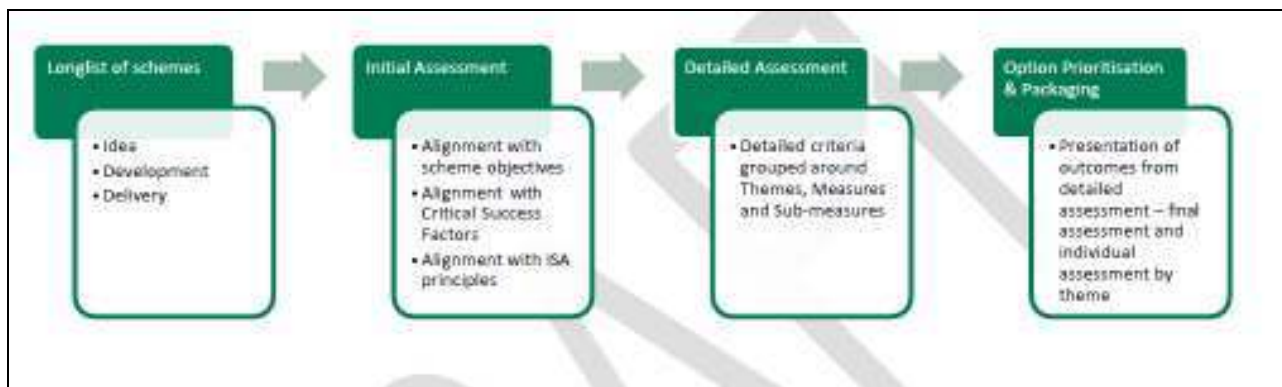 Longlist of schemes
• Idea
• Development
• Delivery
Initial Assessment
• Alignment with
scheme objectives
• Alignment with
Critical Success
Factors
• Alignment with ISA
principles
Detailed Assessment
• Detailed criteria
grouped around
Themes, Measures
and Sub-measures
Option Prioritisation
& Packaging
• Presentation of
outcomes from
detailed
assessment – final
assessment and
individual
assessment by
theme